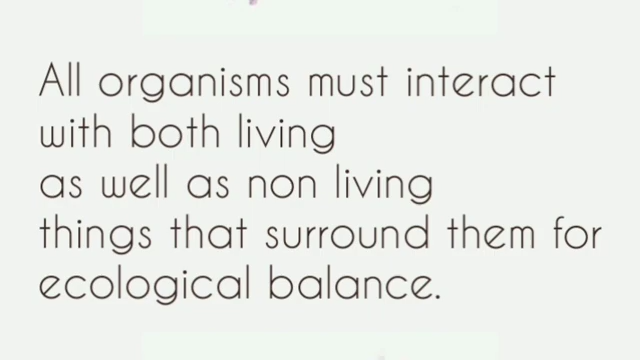 All organisms must interact
with both living
as well as non living
things that surround them for
ecological balance.